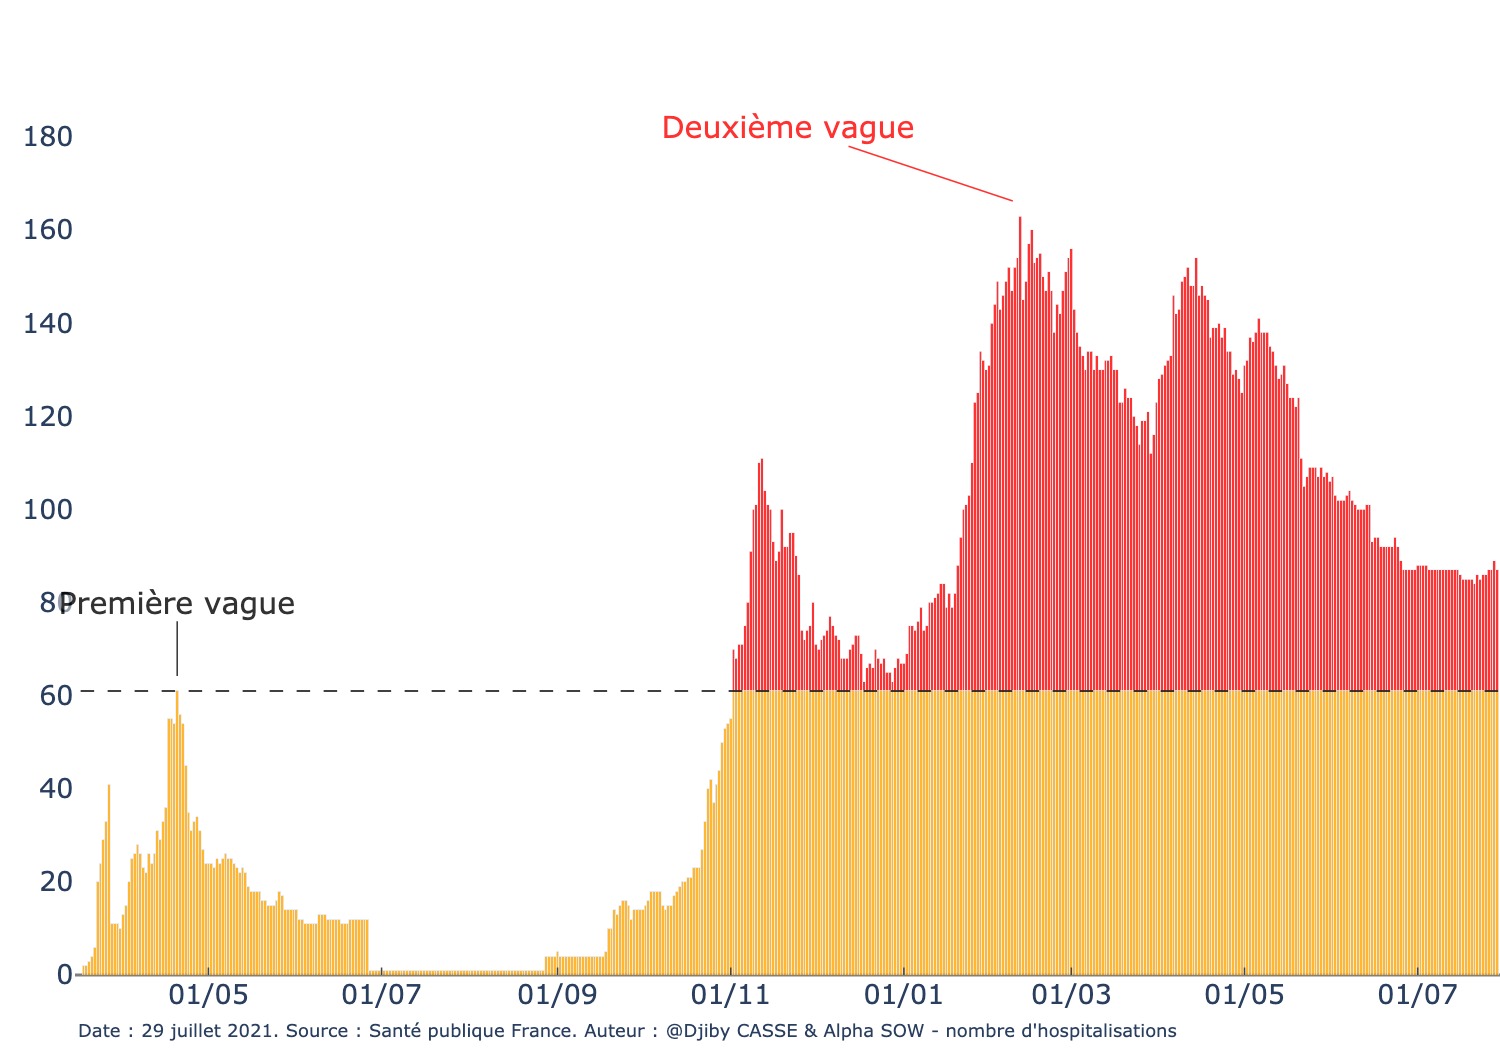 Deuxième vague
Première vague
180
160
140
120
100
80
60
40
20
0
01/05 01/07 01/09 01/11 01/01 01/03 01/05 01/07
Date : 29 juillet 2021. Source : Santé publique France. Auteur : @Djiby CASSE & Alpha SOW - nombre d'hospitalisations